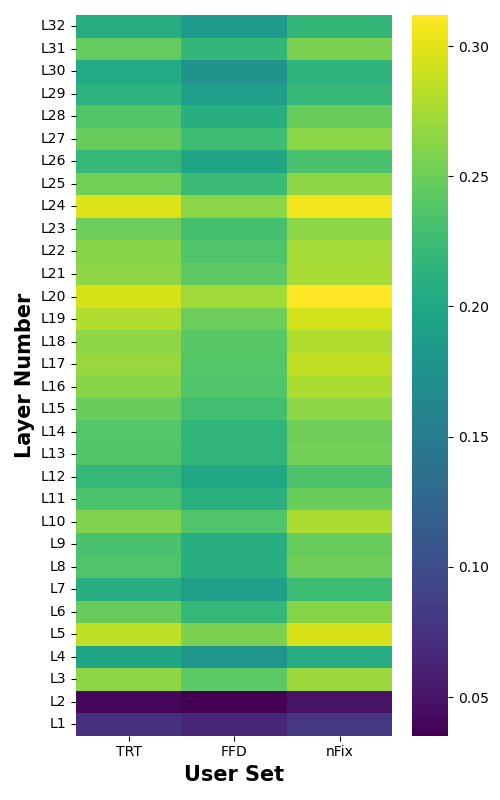 L32
L31
L30
L29
L28
L27
L26
L25
L24
L23
L22
L21
L20
L19
L18
L17
L16
L15
L14
L13
L12
L11
L10
L9
L8
L7
L6
L5
L4
L3
L2
L1
Layer Number
TRT FFD nFix
User Set
0.30
0.25
0.20
0.15
0.10
0.05